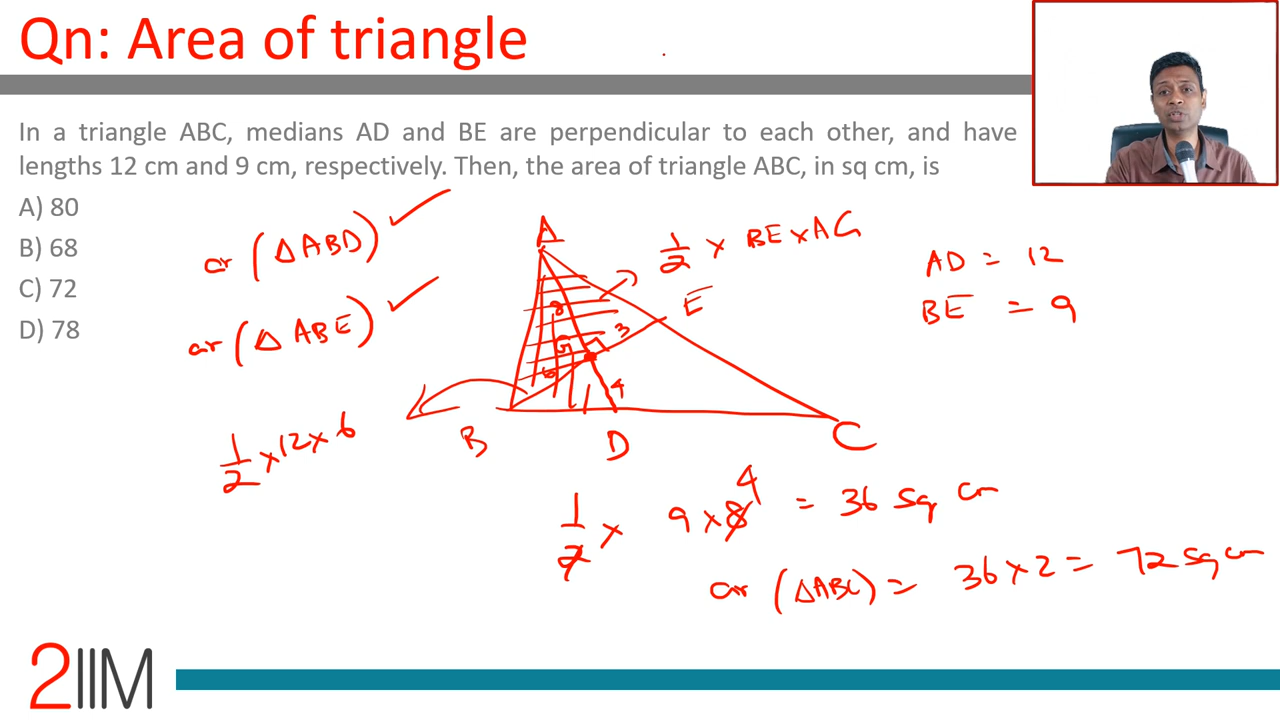 Qn: Area of triangle
In a triangle ABC, medians AD and BE are perpendicular to each other, and have
lengths 12 cm and 9 cm, respectively. Then, the area of triangle ABC, in sq cm, is
A) 80
B) 68
C) 72
D) 78
ar (△ABD) ✓
ar (△ABE) ✓
1/2 × 12 × 6
A
1/2 × BE × AG
E
8
3
G
6
4
B
D
C
AD = 12
BE = 9
1/2 × 9 × 8 4 = 36 sq cm
ar (△ABC) = 36 × 2 = 72 sq cm
2IIM